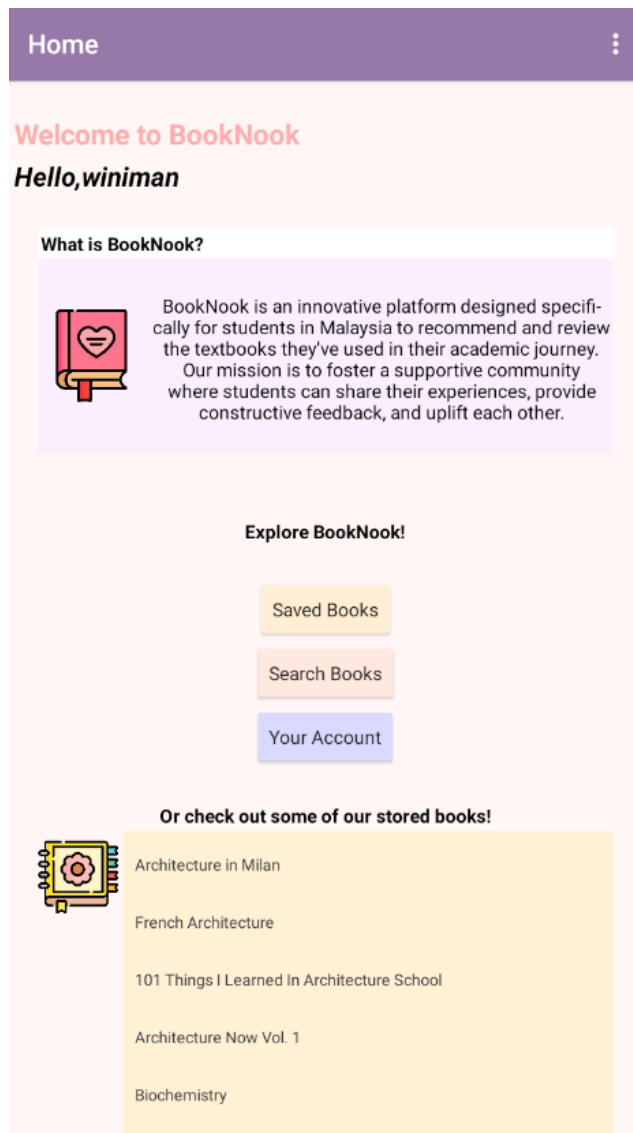 Home
Welcome to BookNook
Hello,winiman
What is BookNook?
BookNook is an innovative platform designed specifi-
cally for students in Malaysia to recommend and review
the textbooks they've used in their academic journey.
Our mission is to foster a supportive community
where students can share their experiences, provide
constructive feedback, and uplift each other.
Explore BookNook!
Saved Books
Search Books
Your Account
Or check out some of our stored books!
Architecture in Milan
French Architecture
101 Things I Learned In Architecture School
Architecture Now Vol. 1
Biochemistry